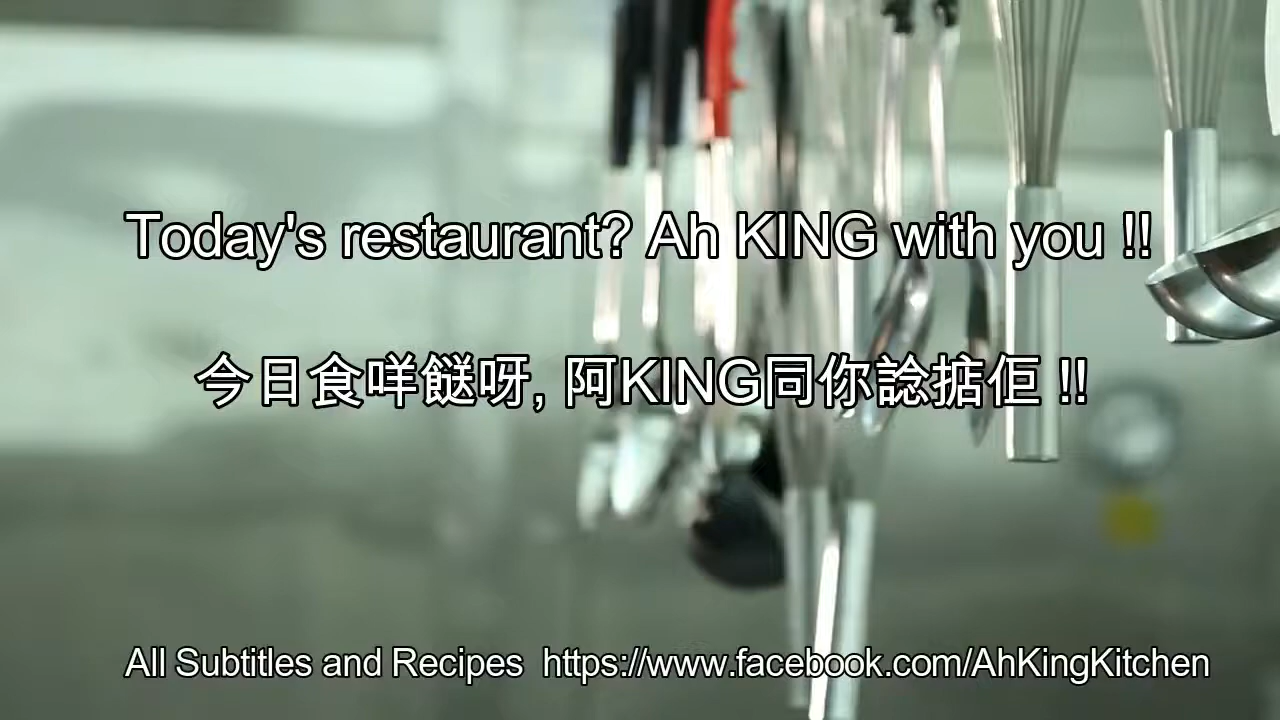 Today's restaurant? Ah KING with you !!
今日食咩餸呀, 阿KING同你諗掂佢 !!
All Subtitles and Recipes https://www.facebook.com/AhKingKitchen